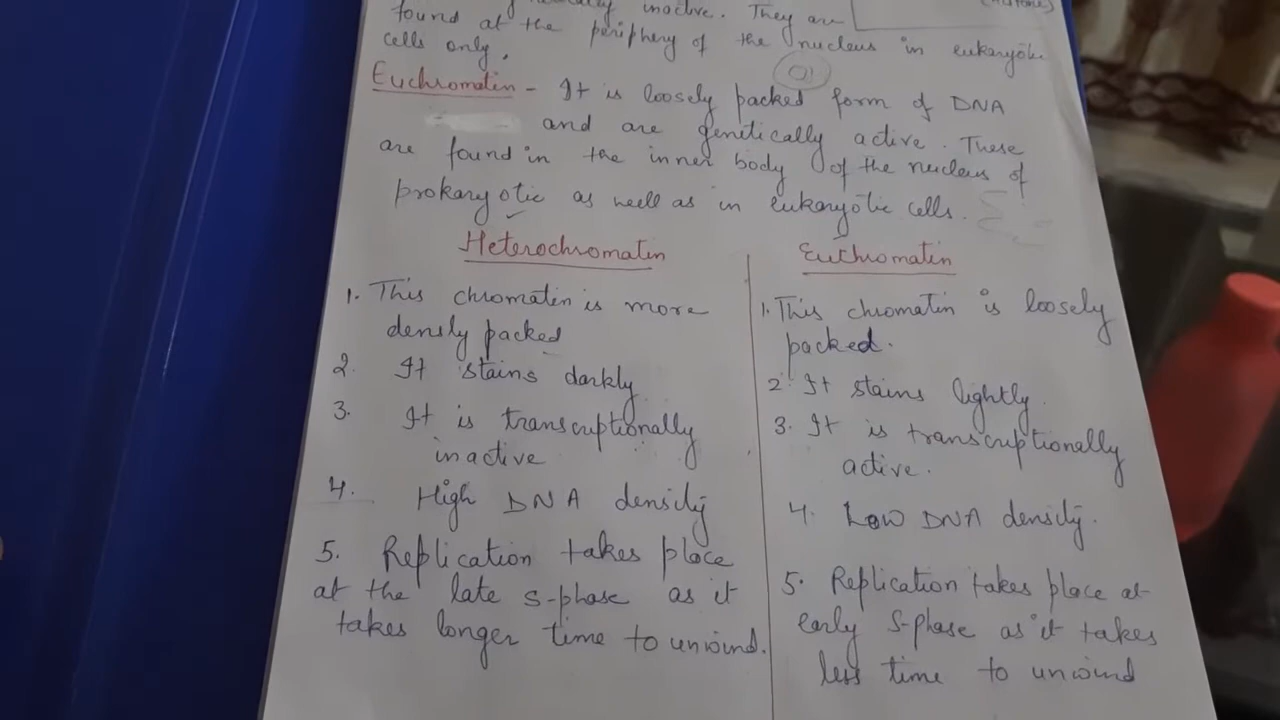 inactive. They are
found at the periphery of the nucleus in eukaryotic
cells only.
Euchromatin - It is loosely packed form of DNA
and are genetically active. These
are found in the inner body of the nucleus of
prokaryotic as well as in eukaryotic cells.
Heterochromatin
1. This chromatin is more
densly packed
2. It stains darkly
3. It is transcriptionally
inactive
4. High DNA density
5. Replication takes place
at the late s-phase as it
takes longer time to unwind.
Euchromatin
1. This chromatin is loosely
packed.
2. It stains lightly.
3. It is transcriptionally
active.
4. Low DNA density.
5. Replication takes place at
early S-phase as it takes
less time to unwind